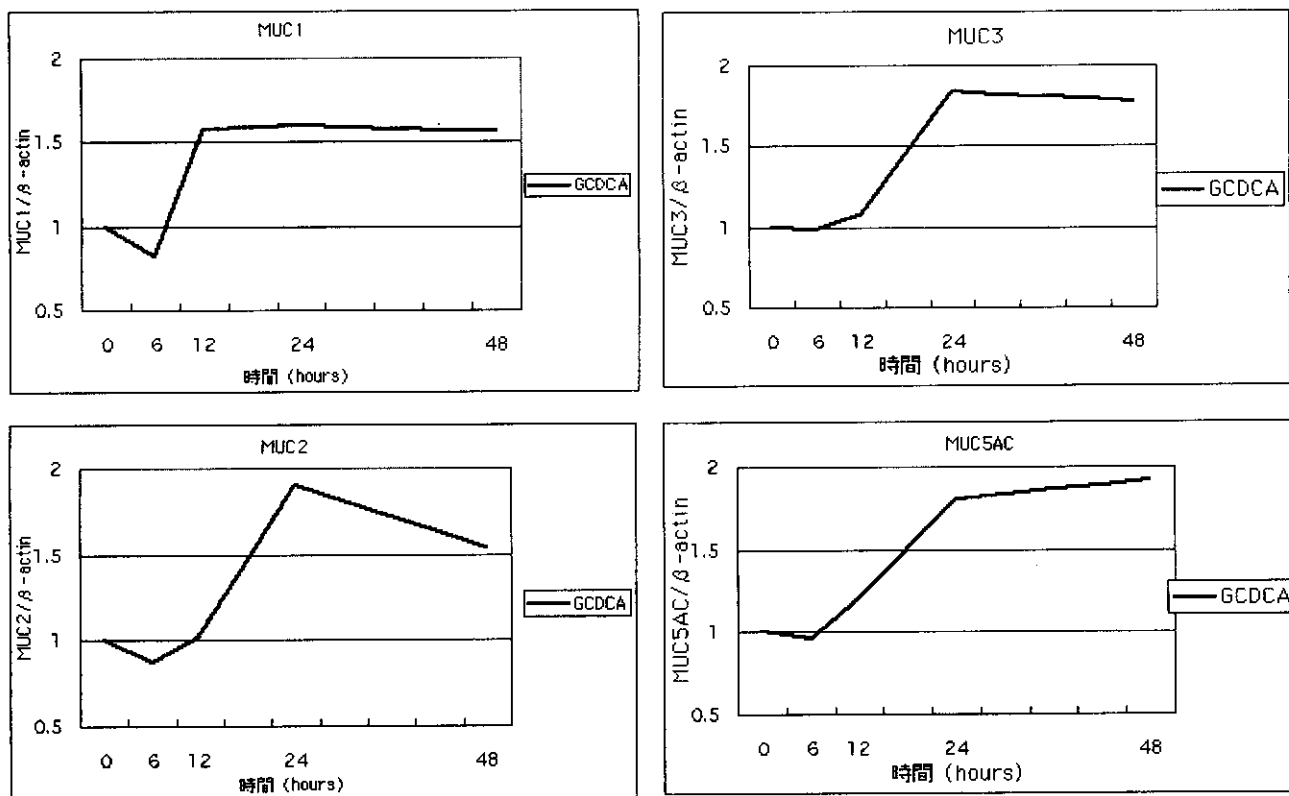 MUC1
2
1.5
1
0.5
MUC1/β-actin
0 6 12 24 48
時間 (hours)
GCDCA
MUC3
2
1.5
1
0.5
MUC3/β-actin
0 6 12 24 48
時間 (hours)
GCDCA
MUC2
2
1.5
1
0.5
MUC2/β-actin
0 6 12 24 48
時間 (hours)
GCDCA
MUC5AC
2
1.5
1
0.5
MUC5AC/β-actin
0 6 12 24 48
時間 (hours)
GCDCA